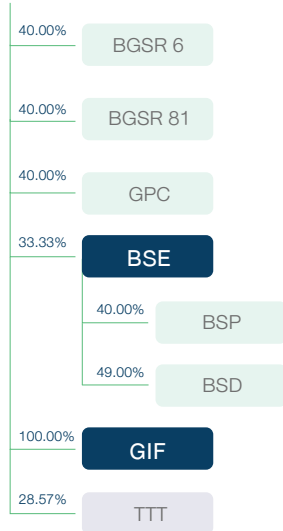 40.00%
BGSR 6
40.00%
BGSR 81
40.00%
GPC
33.33%
BSE
40.00%
BSP
49.00%
BSD
100.00%
GIF
28.57%
TTT